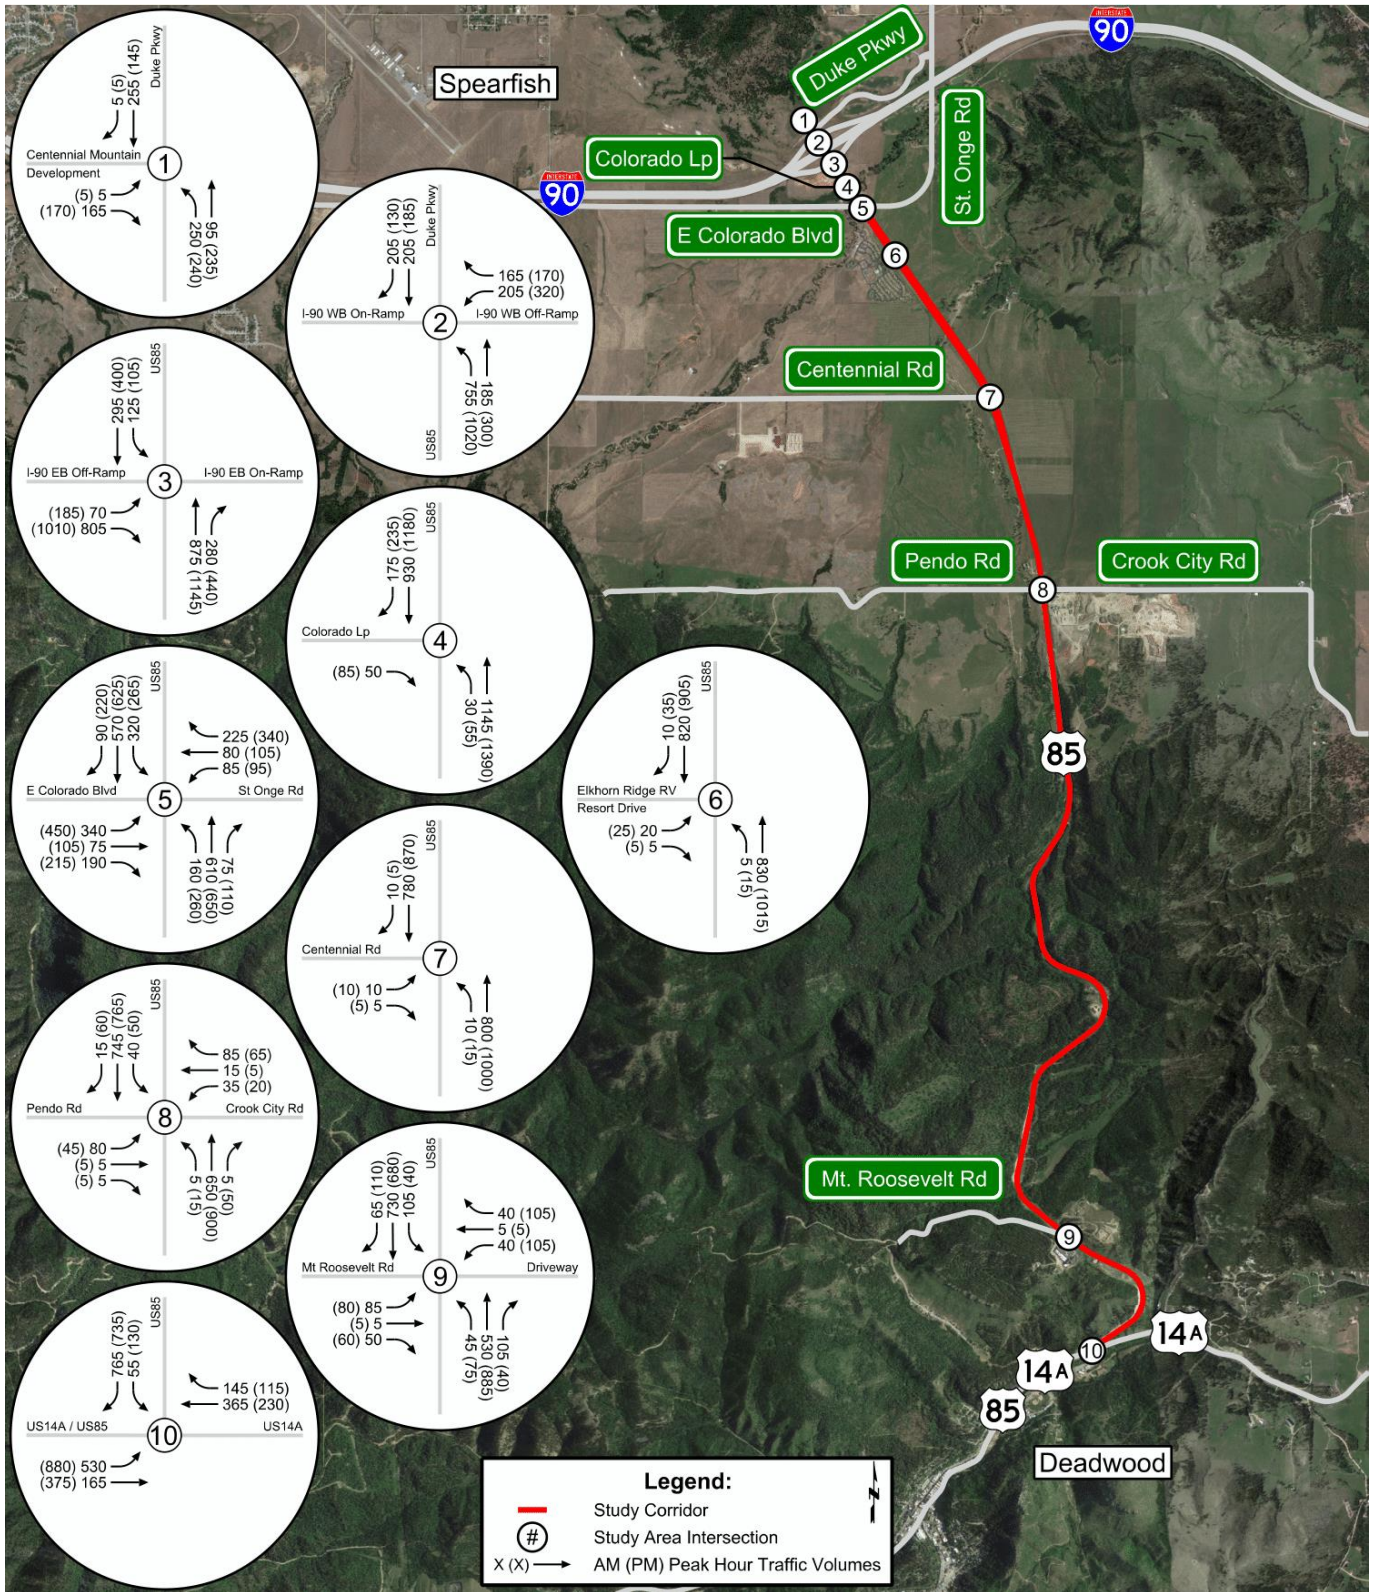 Spearfish
Duke Pkwy
INTERSTATE
90
St. Onge Rd
Colorado Lp
INTERSTATE
90
E Colorado Blvd
Centennial Rd
Pendo Rd
Crook City Rd
85
Mt. Roosevelt Rd
14A
14A
85
Deadwood
1
2
3
4
5
6
7
8
9
10
Duke Pkwy
5 (5)
255 (145)
Centennial Mountain
Development
1
(5) 5
(170) 165
250 (240)
95 (235)
Duke Pkwy
205 (130)
205 (185)
165 (170)
205 (320)
I-90 WB On-Ramp
2
I-90 WB Off-Ramp
755 (1020)
185 (300)
US85
US85
295 (400)
125 (105)
I-90 EB Off-Ramp
3
I-90 EB On-Ramp
(185) 70
(1010) 805
875 (1145)
280 (440)
US85
175 (235)
930 (1180)
Colorado Lp
4
(85) 50
30 (55)
1145 (1390)
US85
90 (220)
570 (625)
320 (265)
225 (340)
80 (105)
85 (95)
E Colorado Blvd
5
St Onge Rd
(450) 340
(105) 75
(215) 190
160 (260)
610 (650)
75 (110)
US85
10 (35)
820 (905)
Elkhorn Ridge RV
Resort Drive
6
(25) 20
(5) 5
5 (15)
830 (1015)
US85
10 (5)
780 (870)
Centennial Rd
7
(10) 10
(5) 5
10 (15)
800 (1000)
US85
15 (60)
745 (765)
40 (50)
85 (65)
15 (5)
35 (20)
Pendo Rd
8
Crook City Rd
(45) 80
(5) 5
(5) 5
5 (15)
650 (900)
5 (50)
US85
65 (110)
730 (680)
105 (40)
40 (105)
5 (5)
40 (105)
Mt Roosevelt Rd
9
Driveway
(80) 85
(5) 5
(60) 50
45 (75)
530 (885)
105 (40)
US85
765 (735)
55 (130)
145 (115)
365 (230)
US14A / US85
10
US14A
(880) 530
(375) 165
Legend:
Study Corridor
# Study Area Intersection
X (X) AM (PM) Peak Hour Traffic Volumes
N